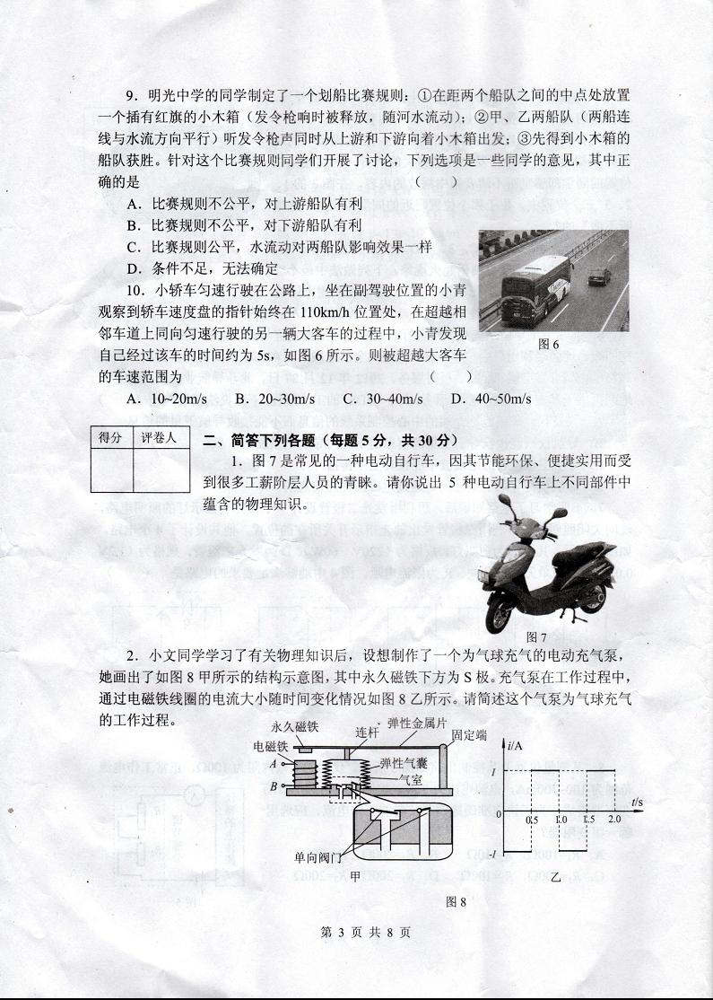 9．明光中学的同学制定了一个划船比赛规则：①在距两个船队之间的中点处放置
一个插有红旗的小木箱（发令枪响时被释放，随河水流动）；②甲、乙两船队（两船连
线与水流方向平行）听发令枪声同时从上游和下游向着小木箱出发；③先得到小木箱的
船队获胜。针对这个比赛规则同学们开展了讨论，下列选项是一些同学的意见，其中正
确的是 （ ）
A．比赛规则不公平，对上游船队有利
B．比赛规则不公平，对下游船队有利
C．比赛规则公平，水流动对两船队影响效果一样
D．条件不足，无法确定
10．小轿车匀速行驶在公路上，坐在副驾驶位置的小青
观察到轿车速度盘的指针始终在 110km/h 位置处，在超越相
邻车道上同向匀速行驶的另一辆大客车的过程中，小青发现
自己经过该车的时间约为 5s，如图 6 所示。则被超越大客车
的车速范围为 （ ）
图 6
A．10~20m/s B．20~30m/s C．30~40m/s D．40~50m/s
得分 评卷人
二、简答下列各题（每题 5 分，共 30 分）
1．图 7 是常见的一种电动自行车，因其节能环保、便捷实用而受
到很多工薪阶层人员的青睐。请你说出 5 种电动自行车上不同部件中
蕴含的物理知识。
图 7
2．小文同学学习了有关物理知识后，设想制作了一个为气球充气的电动充气泵，
她画出了如图 8 甲所示的结构示意图，其中永久磁铁下方为 S 极。充气泵在工作过程中，
通过电磁铁线圈的电流大小随时间变化情况如图 8 乙所示。请简述这个气泵为气球充气
的工作过程。
永久磁铁
连杆
弹性金属片
固定端
电磁铁
A
B
弹性气囊
气室
单向阀门
甲
i/A
I
0
0.5 1.0 1.5 2.0
t/s
-I
乙
图 8
第 3 页 共 8 页